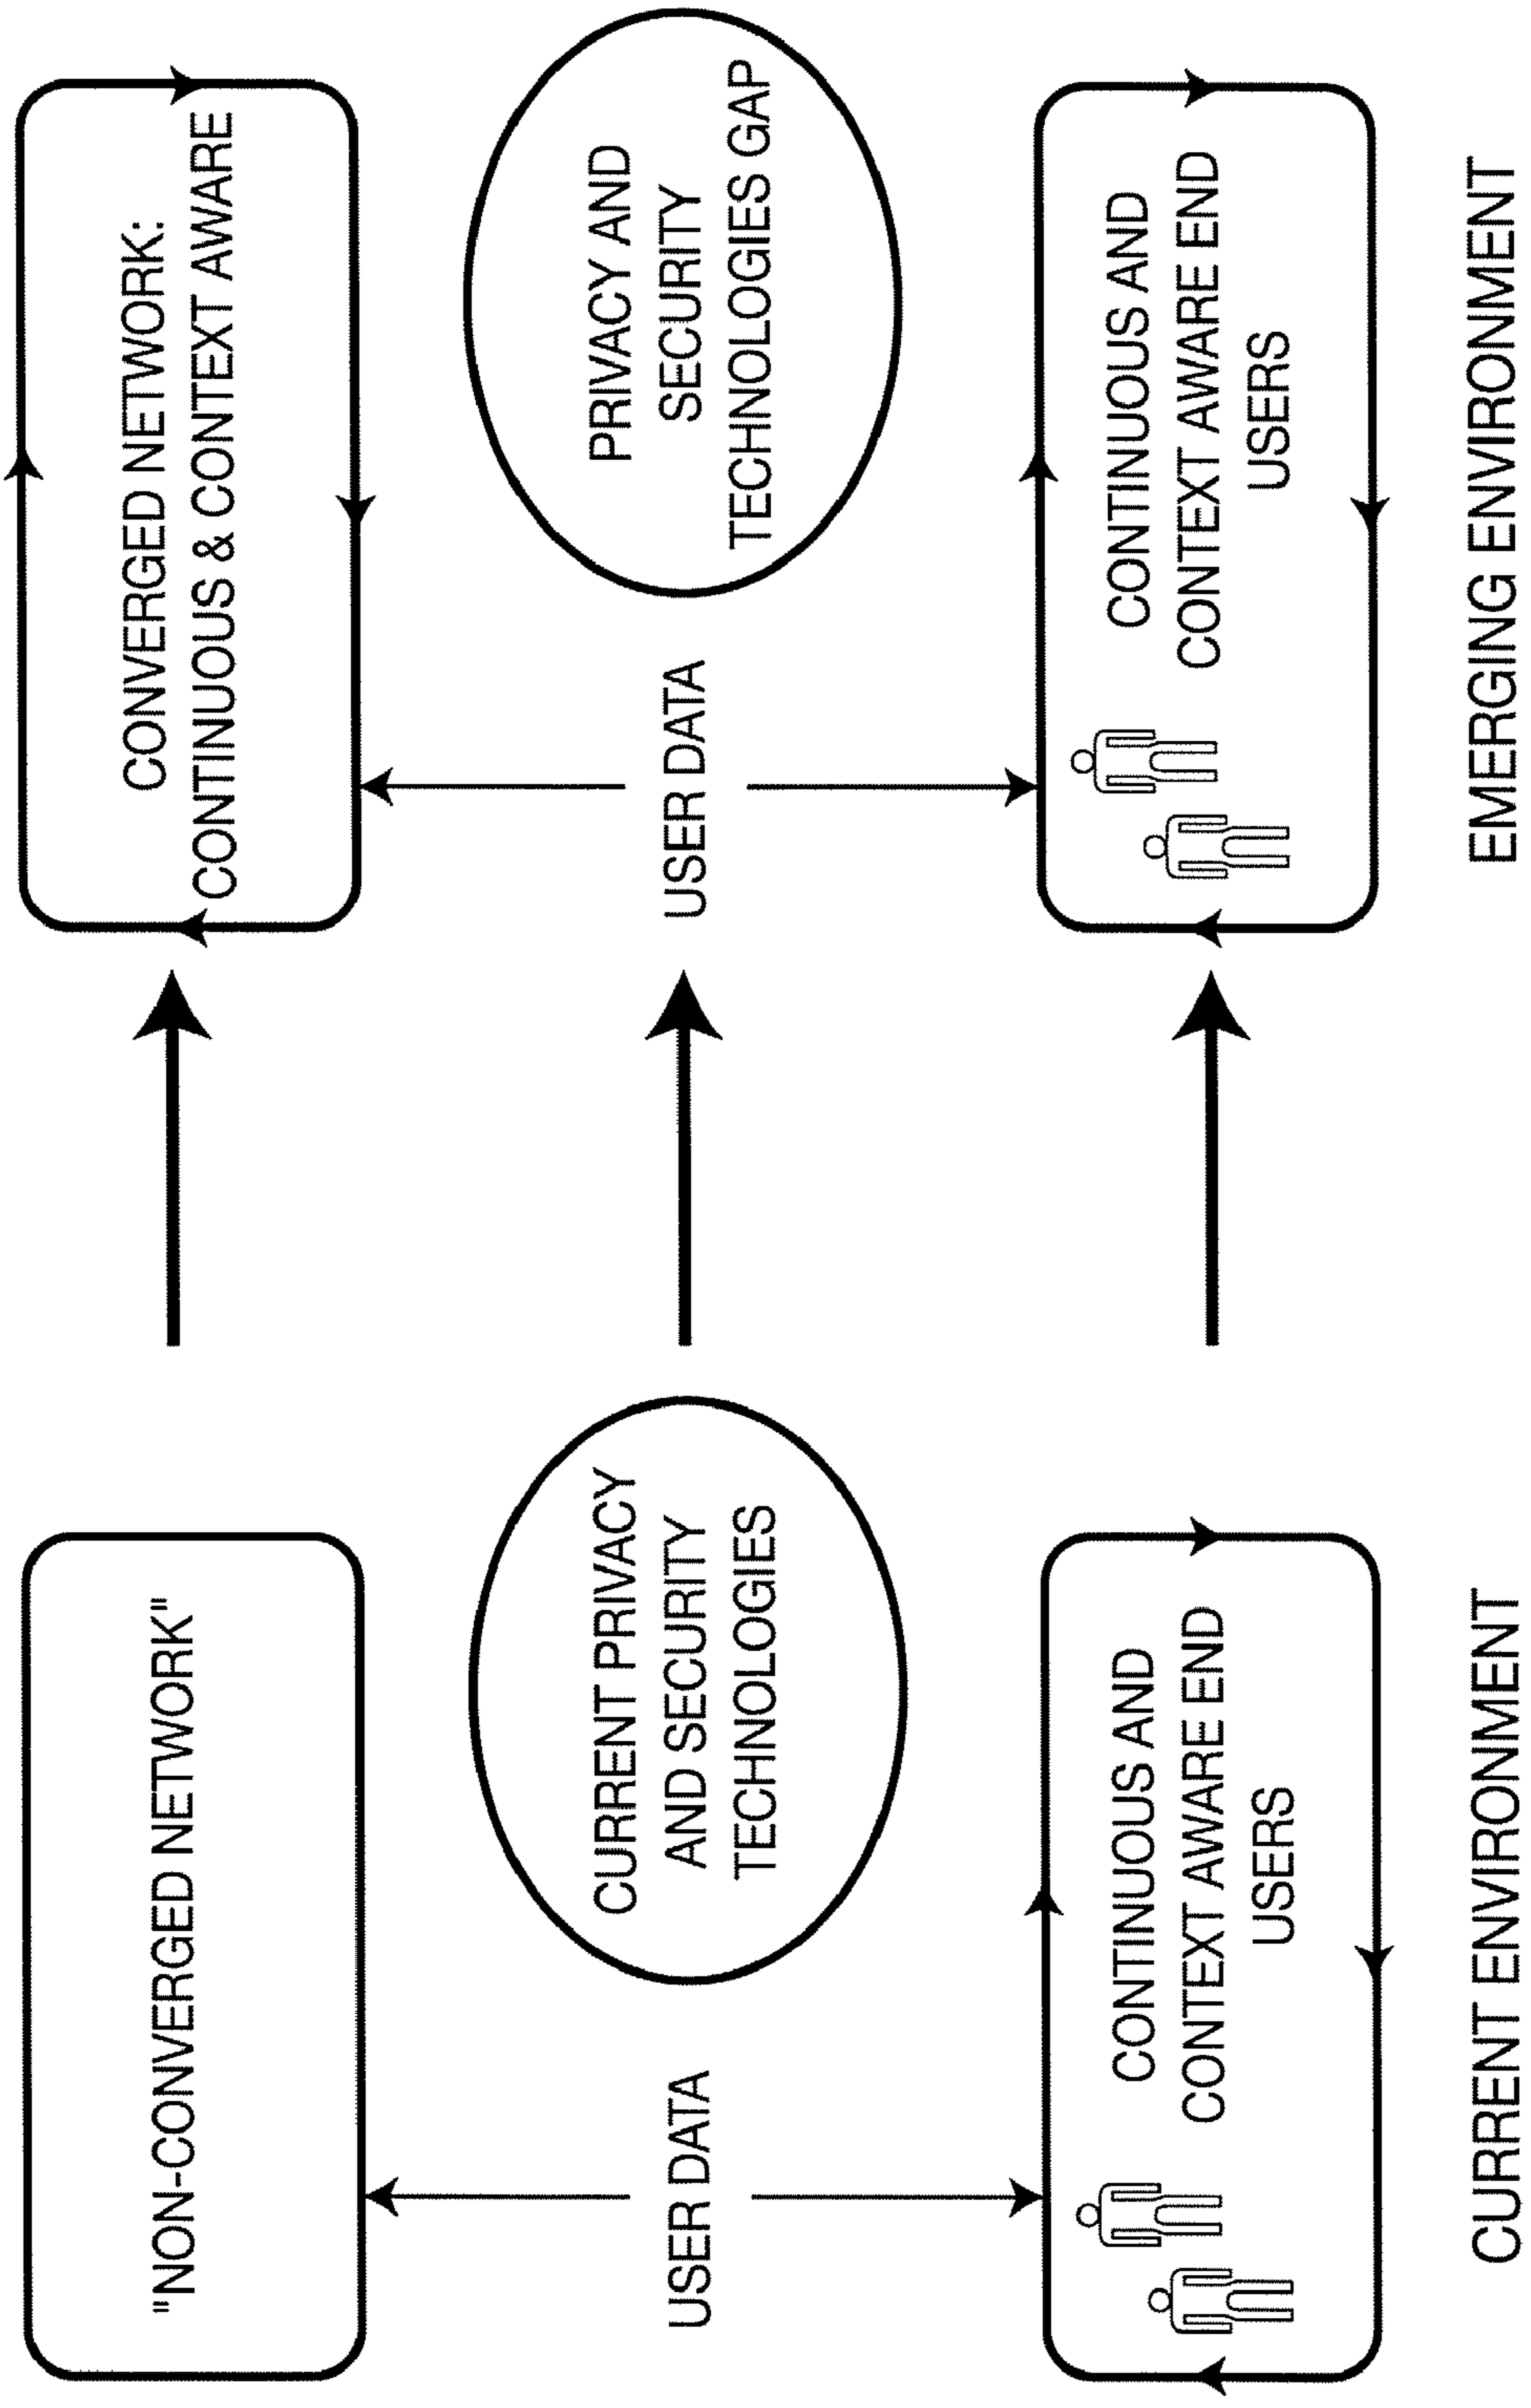 "NON-CONVERGED NETWORK"
USER DATA
CURRENT PRIVACY
AND SECURITY
TECHNOLOGIES
CONTINUOUS AND
CONTEXT AWARE END
USERS
CURRENT ENVIRONMENT
CONVERGED NETWORK:
CONTINUOUS & CONTEXT AWARE
USER DATA
PRIVACY AND
SECURITY
TECHNOLOGIES GAP
CONTINUOUS AND
CONTEXT AWARE END
USERS
EMERGING ENVIRONMENT